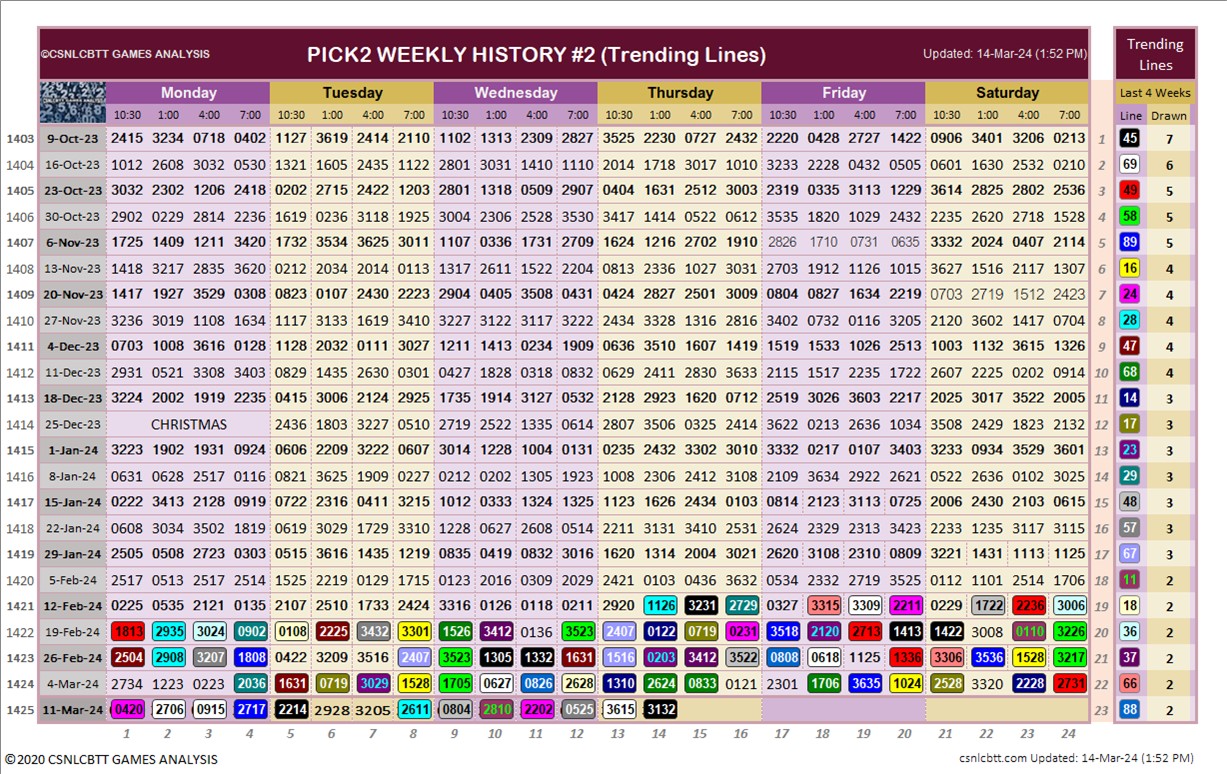 ©CSNLCBTT GAMES ANALYSIS PICK2 WEEKLY HISTORY #2 (Trending Lines) Updated: 14-Mar-24 (1:52 PM) Trending Lines
Monday Tuesday Wednesday Thursday Friday Saturday Last 4 Weeks
10:30 1:00 4:00 7:00 10:30 1:00 4:00 7:00 10:30 1:00 4:00 7:00 10:30 1:00 4:00 7:00 10:30 1:00 4:00 7:00 10:30 1:00 4:00 7:00 Line Drawn
1403 9-Oct-23 2415 3234 0718 0402 1127 3619 2414 2110 1102 1313 2309 2827 3525 2230 0727 2432 2220 0428 2727 1422 0906 3401 3206 0213 1 45 7
1404 16-Oct-23 1012 2608 3032 0530 1321 1605 2435 1122 2801 3031 1410 1110 2014 1718 3017 1010 3233 2228 0432 0505 0601 1630 2532 0210 2 69 6
1405 23-Oct-23 3032 2302 1206 2418 0202 2715 2422 1203 2801 1318 0509 2907 0404 1631 2512 3003 2319 0335 3113 1229 3614 2825 2802 2536 3 49 5
1406 30-Oct-23 2902 0229 2814 2236 1619 0236 3118 1925 3004 2306 2528 3530 3417 1414 0522 0612 3535 1820 1029 2432 2235 2620 2718 1528 4 58 5
1407 6-Nov-23 1725 1409 1211 3420 1732 3534 3625 3011 1107 0336 1731 2709 1624 1216 2702 1910 2826 1710 0731 0635 3332 2024 0407 2114 5 89 5
1408 13-Nov-23 1418 3217 2835 3620 0212 2034 2014 0113 1317 2611 1522 2204 0813 2336 1027 3031 2703 1912 1126 1015 3627 1516 2117 1307 6 16 4
1409 20-Nov-23 1417 1927 3529 0308 0823 0107 2430 2223 2904 0405 3508 0431 0424 2827 0201 3009 0804 0827 1634 2219 0703 2719 1512 2423 7 24 4
1410 27-Nov-23 3236 3019 1108 1634 1117 3133 1619 3410 3227 3122 3117 3222 2434 3328 1316 2816 3402 0732 0116 3205 2120 3602 1417 0704 8 28 4
1411 4-Dec-23 0703 1008 3616 0128 1128 2032 0111 3027 1211 1413 0234 1909 0636 3510 1607 1419 1519 1533 1026 2513 1003 1132 3615 1326 9 47 4
1412 11-Dec-23 2931 0521 3308 3403 0829 1435 2630 0301 0427 1828 0318 0832 0629 2411 2830 3633 2115 1517 2235 1722 2607 2225 0202 0914 10 68 4
1413 18-Dec-23 3224 2002 1919 2235 0415 3006 2124 2925 1735 1914 3127 0532 2128 2923 1620 0712 2519 3026 3603 2217 2025 3017 3522 2005 11 14 3
1414 25-Dec-23 CHRISTMAS 2436 1803 3227 0510 2719 2522 1335 0614 2807 3506 0325 2414 3622 0213 2636 1034 3508 2429 1823 2132 12 17 3
1415 1-Jan-24 3223 1902 1931 0924 0606 2209 3222 0607 3014 1228 1004 0131 0235 2432 3302 3010 3332 0217 0107 3403 3233 0934 3529 3601 13 23 3
1416 8-Jan-24 0631 0628 2517 0116 0821 3625 1909 0221 0212 0202 1305 1923 1008 2306 2412 3108 2109 3634 2922 2621 0522 2636 0102 3025 14 29 3
1417 15-Jan-24 0222 3413 2128 0919 0722 2316 0411 3215 1012 0333 1324 1325 1123 1626 2434 0103 0814 2123 3113 0725 2006 2430 2103 0615 15 48 3
1418 22-Jan-24 0608 3034 3502 1819 0619 3029 1729 3310 1228 0627 2608 0514 2211 3131 3410 2531 2624 2329 2313 3423 2233 1235 3117 3115 16 57 3
1419 29-Jan-24 2505 0508 2723 0303 0515 3616 1435 1219 0835 0419 0832 3016 1620 1314 2004 3021 2620 3108 2310 0809 3221 1431 1113 1125 17 67 3
1420 5-Feb-24 2517 0513 2517 2514 1525 2219 0129 1715 0123 2016 0309 2029 2421 0103 0436 3632 0534 2332 2719 3525 0112 1101 2514 1706 18 11 2
1421 12-Feb-24 0225 0535 2121 0135 2107 2510 1733 2424 3316 0126 0118 0211 2920 1126 3231 2729 0327 3315 3309 2211 0229 1722 2236 3006 19 18 2
1422 19-Feb-24 1813 2935 3024 0902 0108 2225 3432 3301 1526 3412 0136 3523 2407 0122 0719 0231 3518 2120 2713 1413 1422 3008 0110 3226 20 36 2
1423 26-Feb-24 2504 2908 3207 1808 0422 3209 3516 2407 3523 1305 1332 1631 1516 0203 3412 3522 0808 0618 1125 1336 3306 3536 1528 3217 21 37 2
1424 4-Mar-24 2734 1223 0223 2036 1631 0719 3029 1528 1705 0627 0826 2628 1310 2624 0833 0121 2301 1706 3635 1024 2528 3320 2228 2731 22 66 2
1425 11-Mar-24 0420 2706 0915 2717 2214 2928 3205 2611 0804 2810 2202 0525 3615 3132 23 88 2
1 2 3 4 5 6 7 8 9 10 11 12 13 14 15 16 17 18 19 20 21 22 23 24
©2020 CSNLCBTT GAMES ANALYSIS csnlcbtt.com Updated: 14-Mar-24 (1:52 PM)